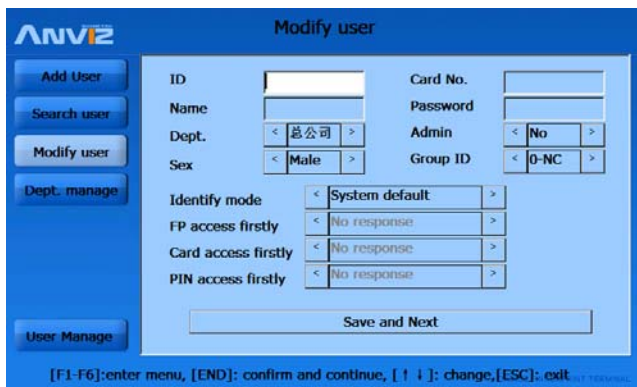 ANVIZ
Modify user
Add User
Search user
Modify user
Dept. manage
User Manage
ID
Card No.
Name
Password
Dept. < 总公司 >
Admin < No >
Sex < Male >
Group ID < 0-NC >
Identify mode < System default >
FP access firstly < No response >
Card access firstly < No response >
PIN access firstly < No response >
Save and Next
[F1-F6]:enter menu, [END]: confirm and continue, [ ↑ ↓ ]: change,[ESC]: exit